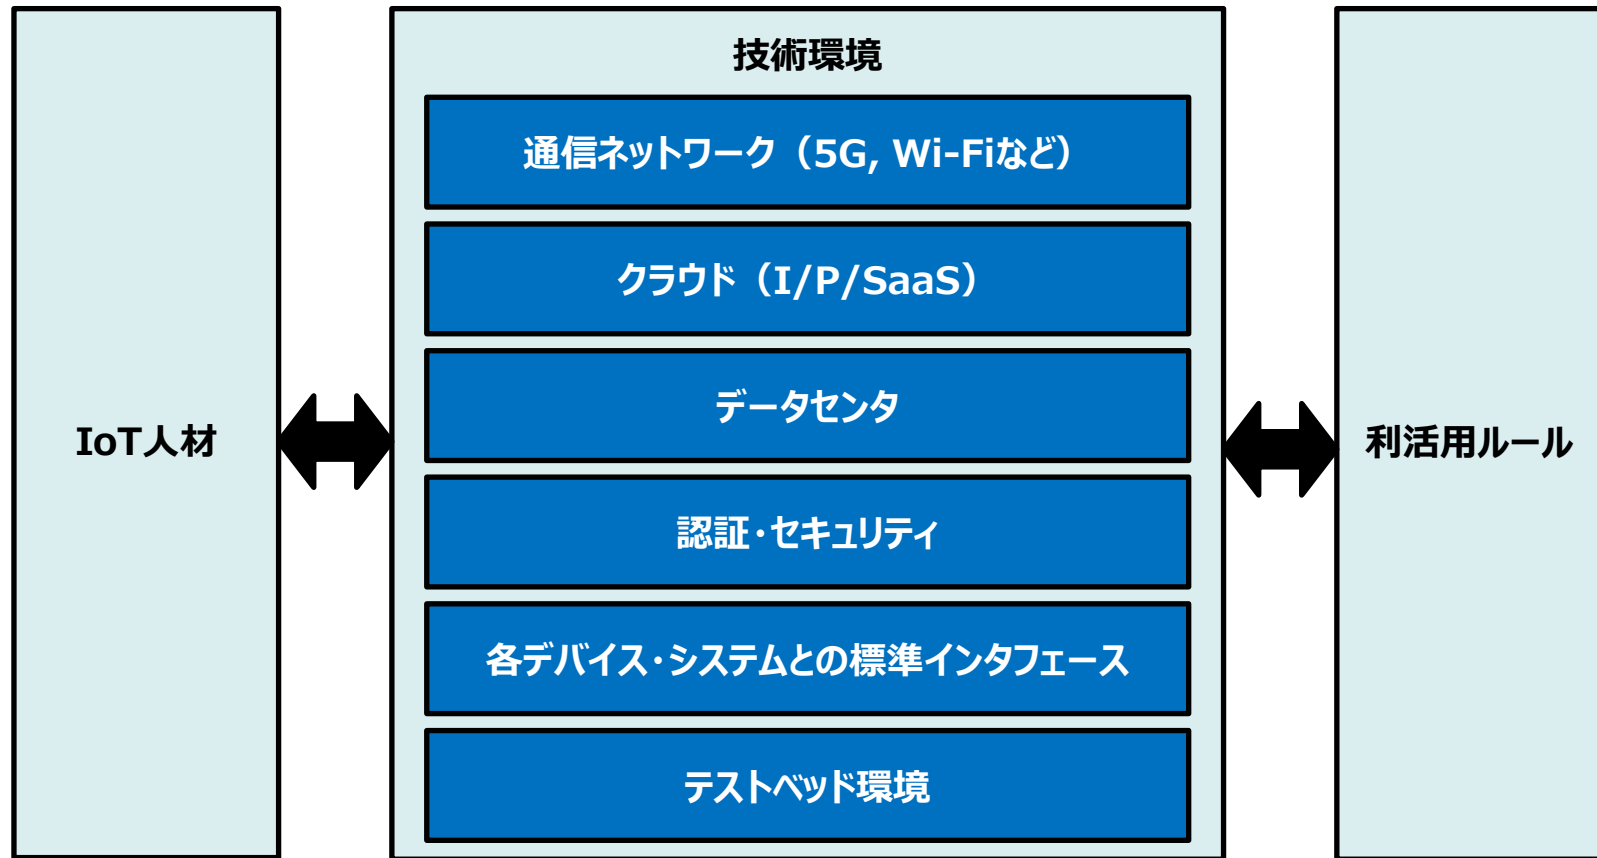 技術環境
通信ネットワーク（5G, Wi-Fiなど）
クラウド（I/P/SaaS）
データセンタ
認証・セキュリティ
各デバイス・システムとの標準インタフェース
テストベッド環境
IoT人材
利活用ルール